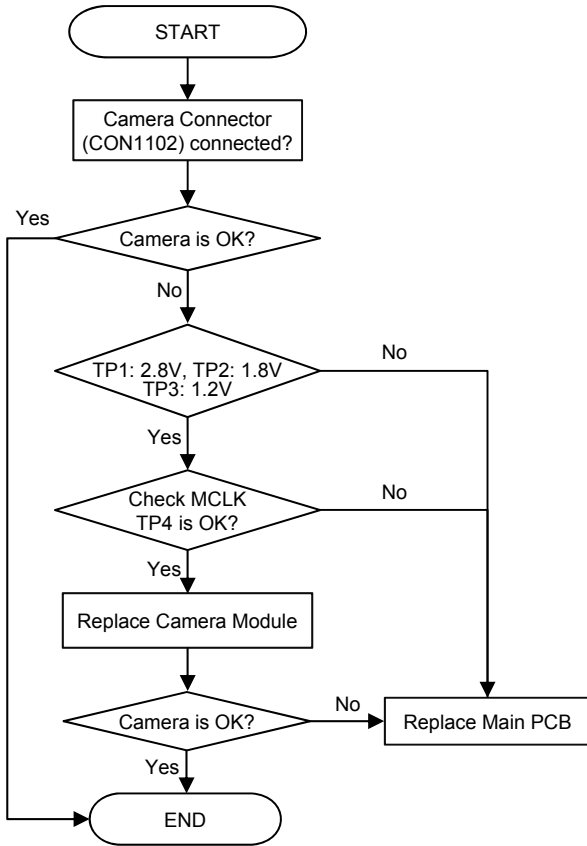 START
Camera Connector
(CON1102) connected?
Yes
Camera is OK?
No
TP1: 2.8V, TP2: 1.8V
TP3: 1.2V
No
Yes
Check MCLK
TP4 is OK?
No
Yes
Replace Camera Module
Camera is OK?
No
Replace Main PCB
Yes
END